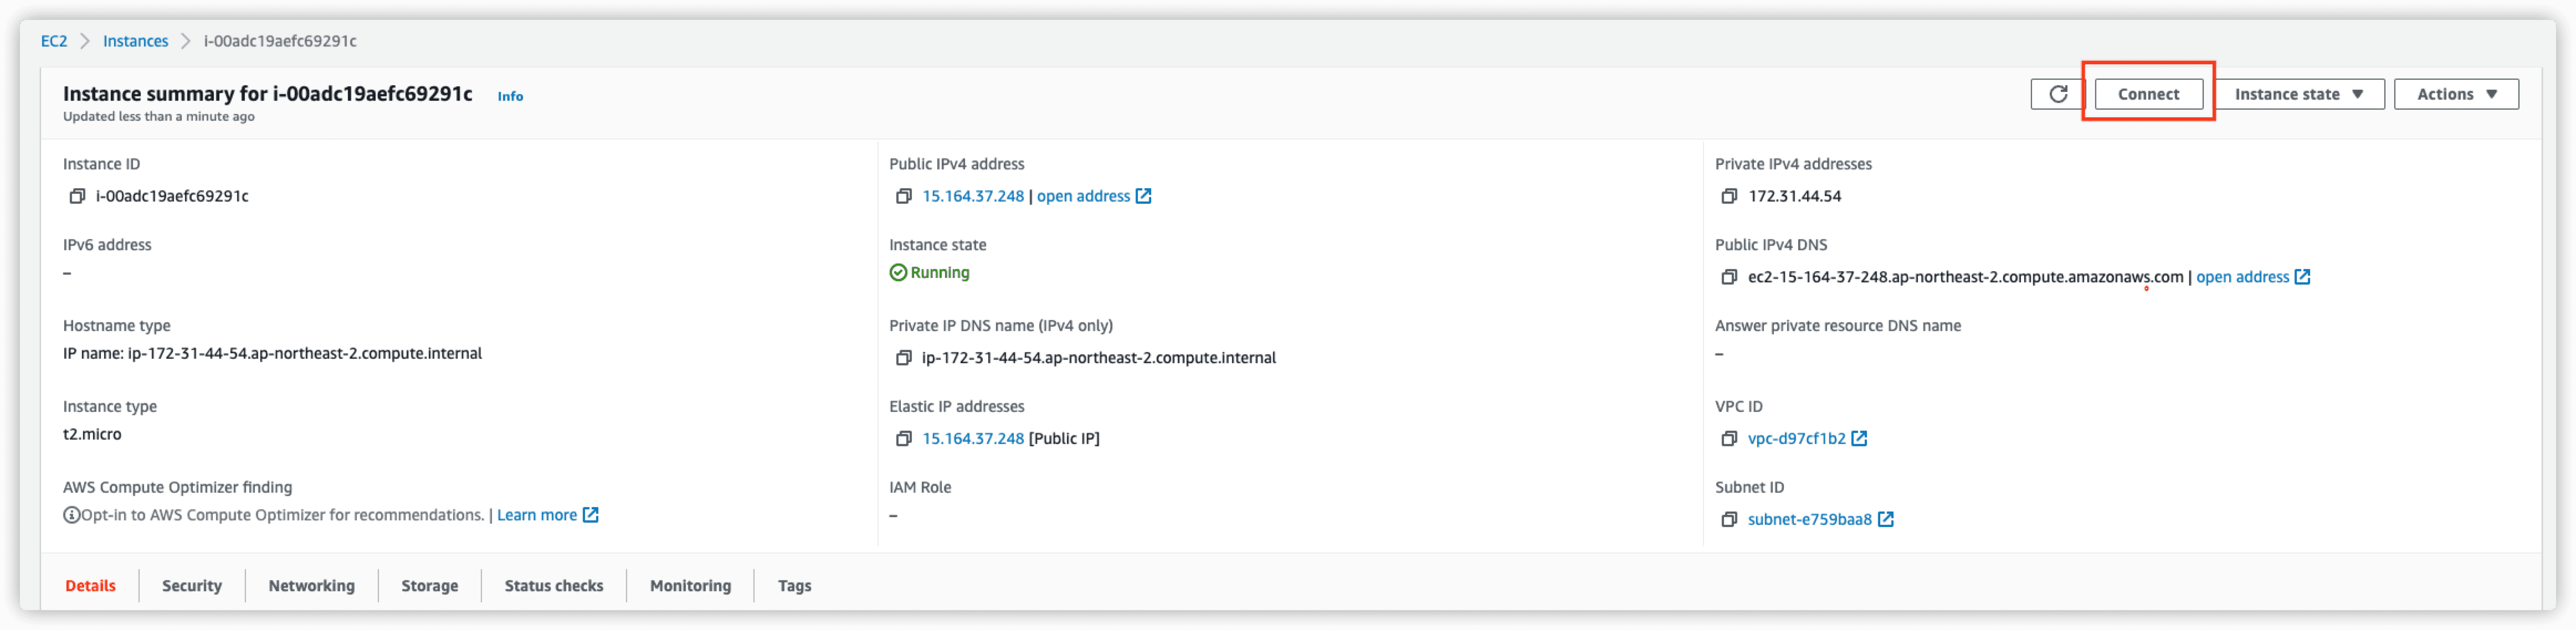 EC2 > Instances > i-00adc19aefc69291c
Instance summary for i-00adc19aefc69291c Info
Updated less than a minute ago
Connect
Instance state
Actions
Instance ID
i-00adc19aefc69291c
Public IPv4 address
15.164.37.248 | open address
Private IPv4 addresses
172.31.44.54
IPv6 address
–
Instance state
Running
Public IPv4 DNS
ec2-15-164-37-248.ap-northeast-2.compute.amazonaws.com | open address
Hostname type
IP name: ip-172-31-44-54.ap-northeast-2.compute.internal
Private IP DNS name (IPv4 only)
ip-172-31-44-54.ap-northeast-2.compute.internal
Answer private resource DNS name
–
Instance type
t2.micro
Elastic IP addresses
15.164.37.248 [Public IP]
VPC ID
vpc-d97cf1b2
AWS Compute Optimizer finding
Opt-in to AWS Compute Optimizer for recommendations. | Learn more
IAM Role
–
Subnet ID
subnet-e759baa8
Details
Security
Networking
Storage
Status checks
Monitoring
Tags